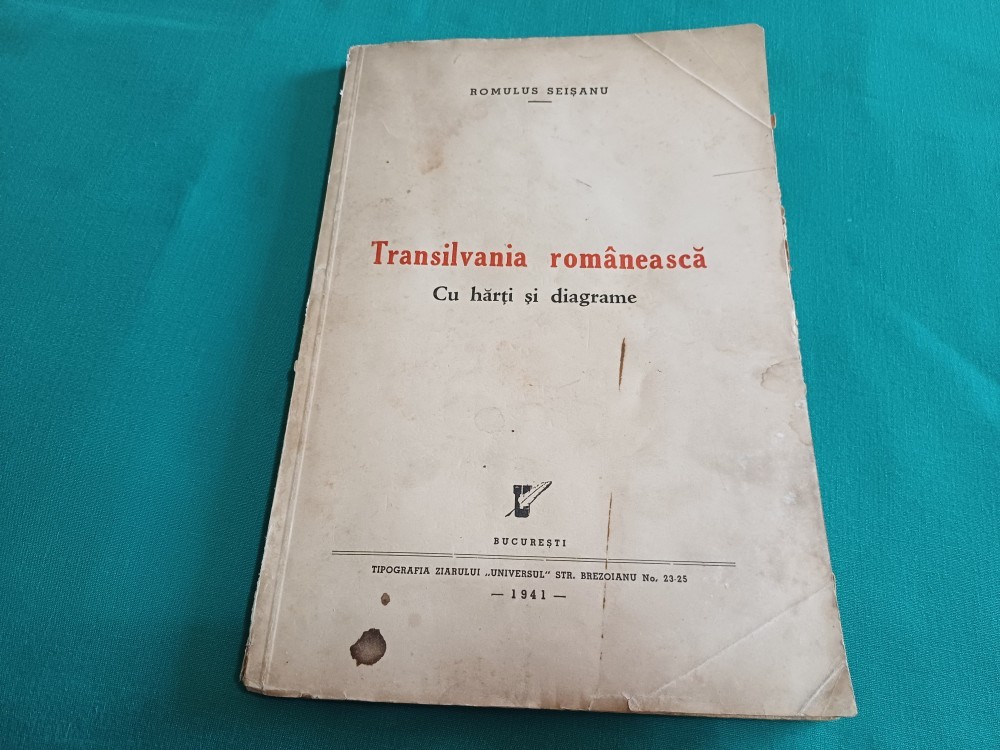 ROMULUS SEIȘANU
Transilvania românească
Cu hărți și diagrame
BUCUREȘTI
TIPOGRAFIA ZIARULUI „UNIVERSUL" STR. BREZOIANU No. 23-25
— 1941 —